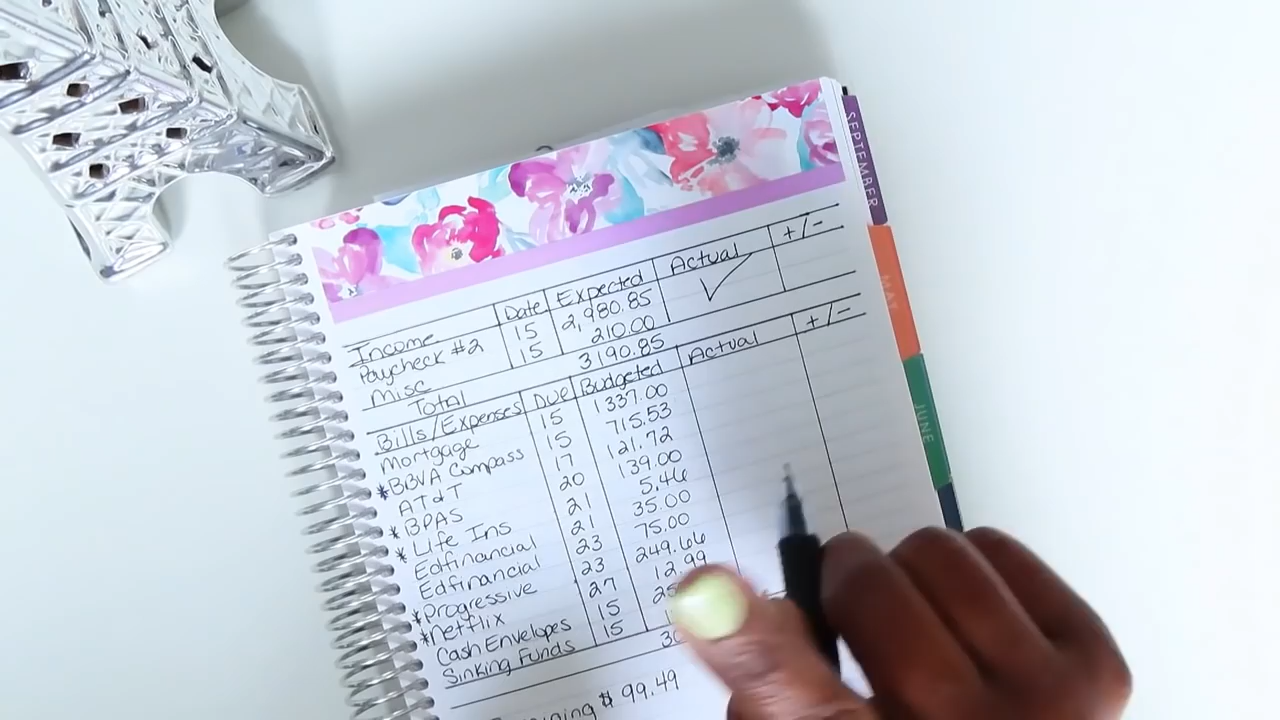 Income Date Expected Actual +/-
Paycheck #2 15 2,980.85 ✓
Misc 15 210.00
Total 3190.85
Bills/Expenses Due Budgeted Actual +/-
Mortgage 15 1337.00
*BBVA Compass 15 715.53
AT&T 17 121.72
*BPAS 20 139.00
*Life Ins 21 5.46
Edfinancial 21 35.00
Edfinancial 23 75.00
*Progressive 23 249.66
*Netflix 27 12.99
Cash Envelopes 15
Sinking Funds 15
$99.49
SEPTEMBER
MAY
JUNE